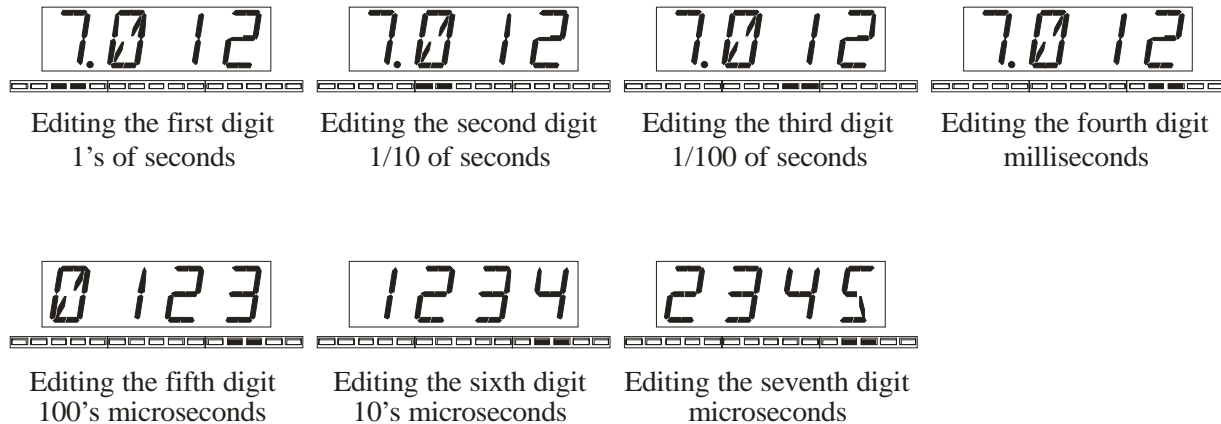 7.012 7.012 7.012 7.012
Editing the first digit Editing the second digit Editing the third digit Editing the fourth digit
1's of seconds 1/10 of seconds 1/100 of seconds milliseconds
0123 1234 2345
Editing the fifth digit Editing the sixth digit Editing the seventh digit
100's microseconds 10's microseconds microseconds